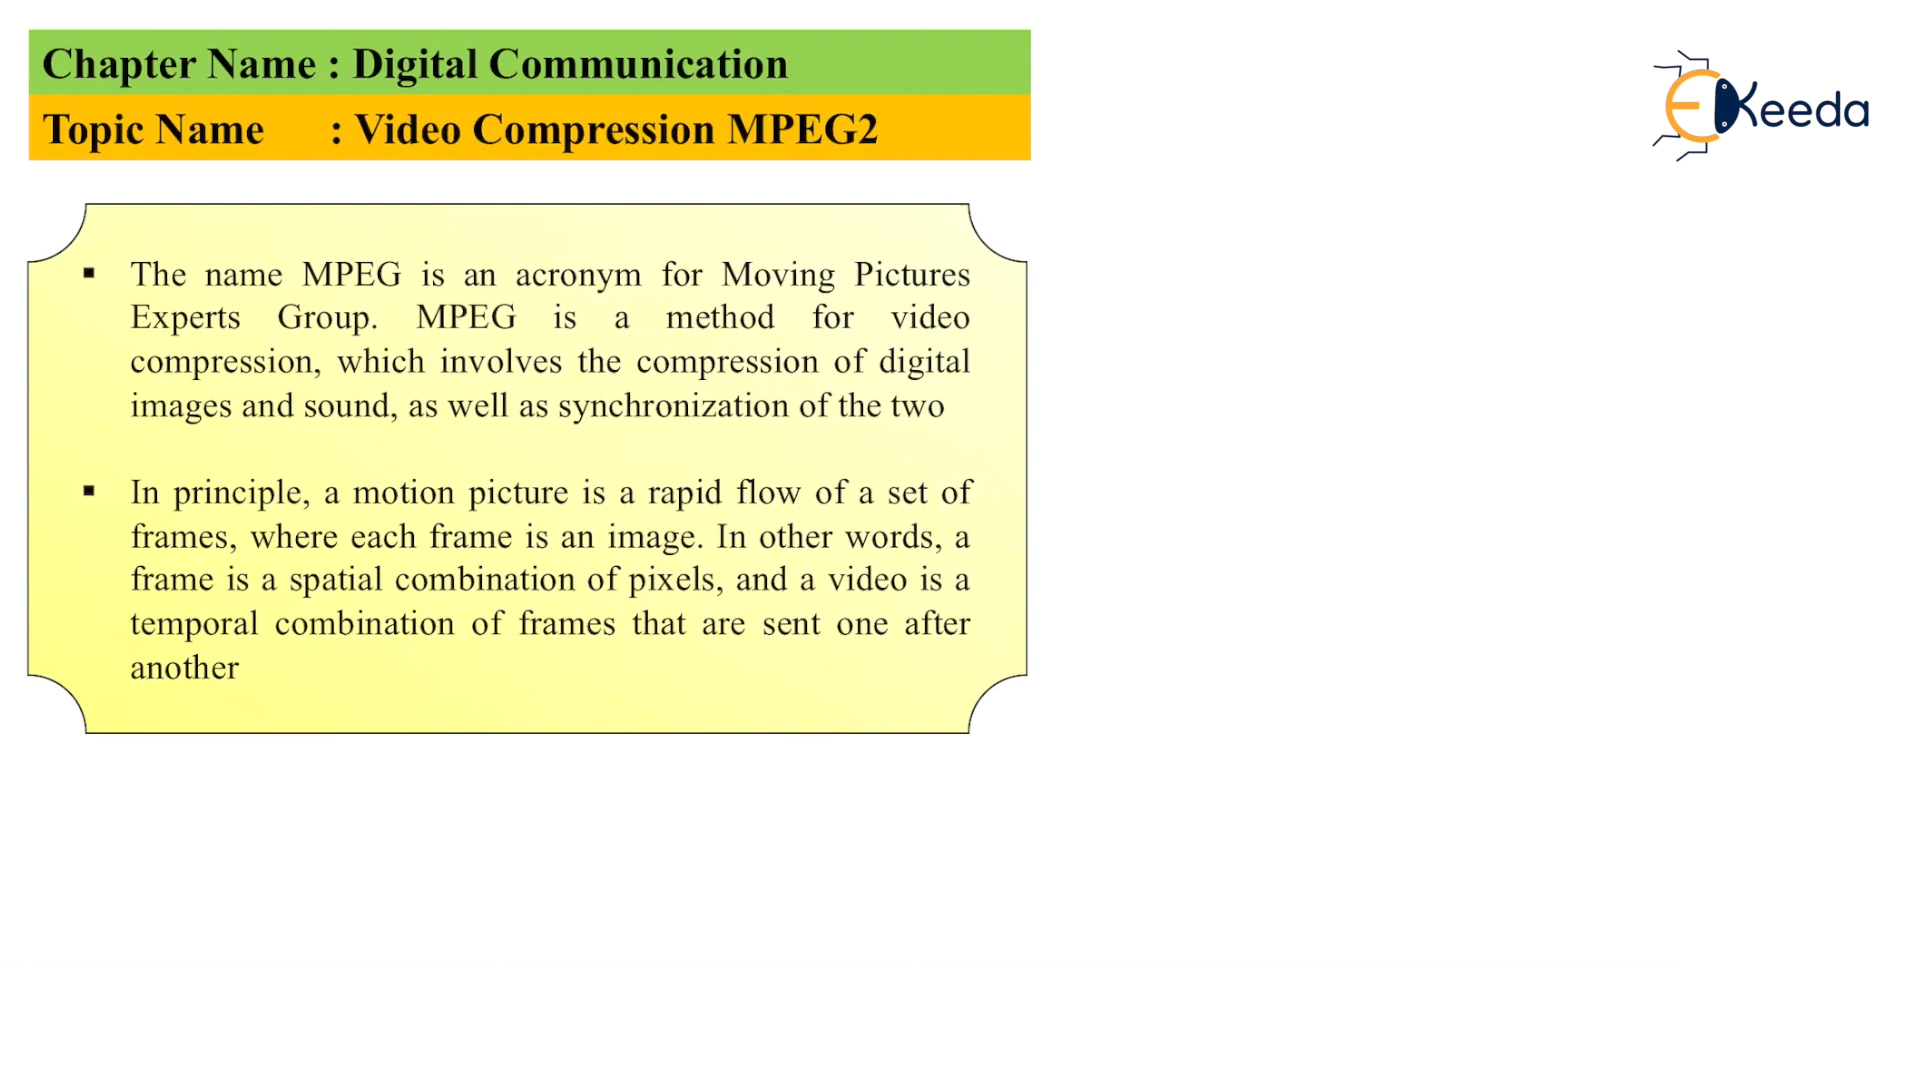 Chapter Name : Digital Communication
Topic Name : Video Compression MPEG2
EKeeda
▪ The name MPEG is an acronym for Moving Pictures
Experts Group. MPEG is a method for video
compression, which involves the compression of digital
images and sound, as well as synchronization of the two
▪ In principle, a motion picture is a rapid flow of a set of
frames, where each frame is an image. In other words, a
frame is a spatial combination of pixels, and a video is a
temporal combination of frames that are sent one after
another